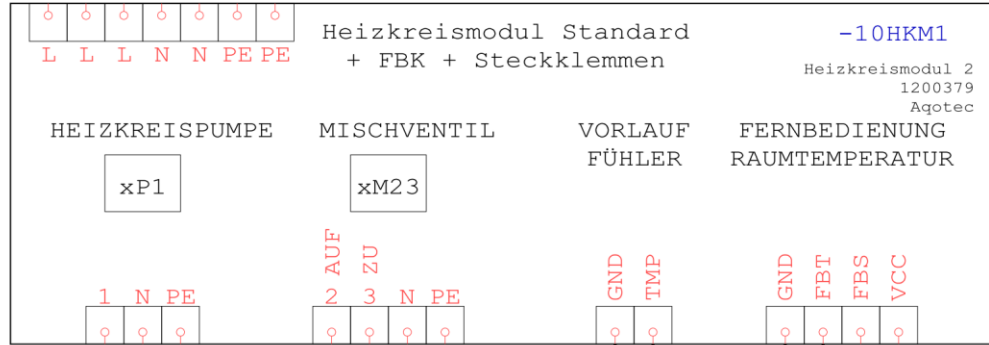 L L L N N PE PE
Heizkreismodul Standard
+ FBK + Steckklemmen
-10HKM1
Heizkreismodul 2
1200379
Aqotec
HEIZKREISPUMPE
MISCHVENTIL
VORLAUF
FÜHLER
FERNBEDIENUNG
RAUMTEMPERATUR
xP1
xM23
1 N PE
AUF ZU
2 3 N PE
GND TMP
GND FBT FBS VCC